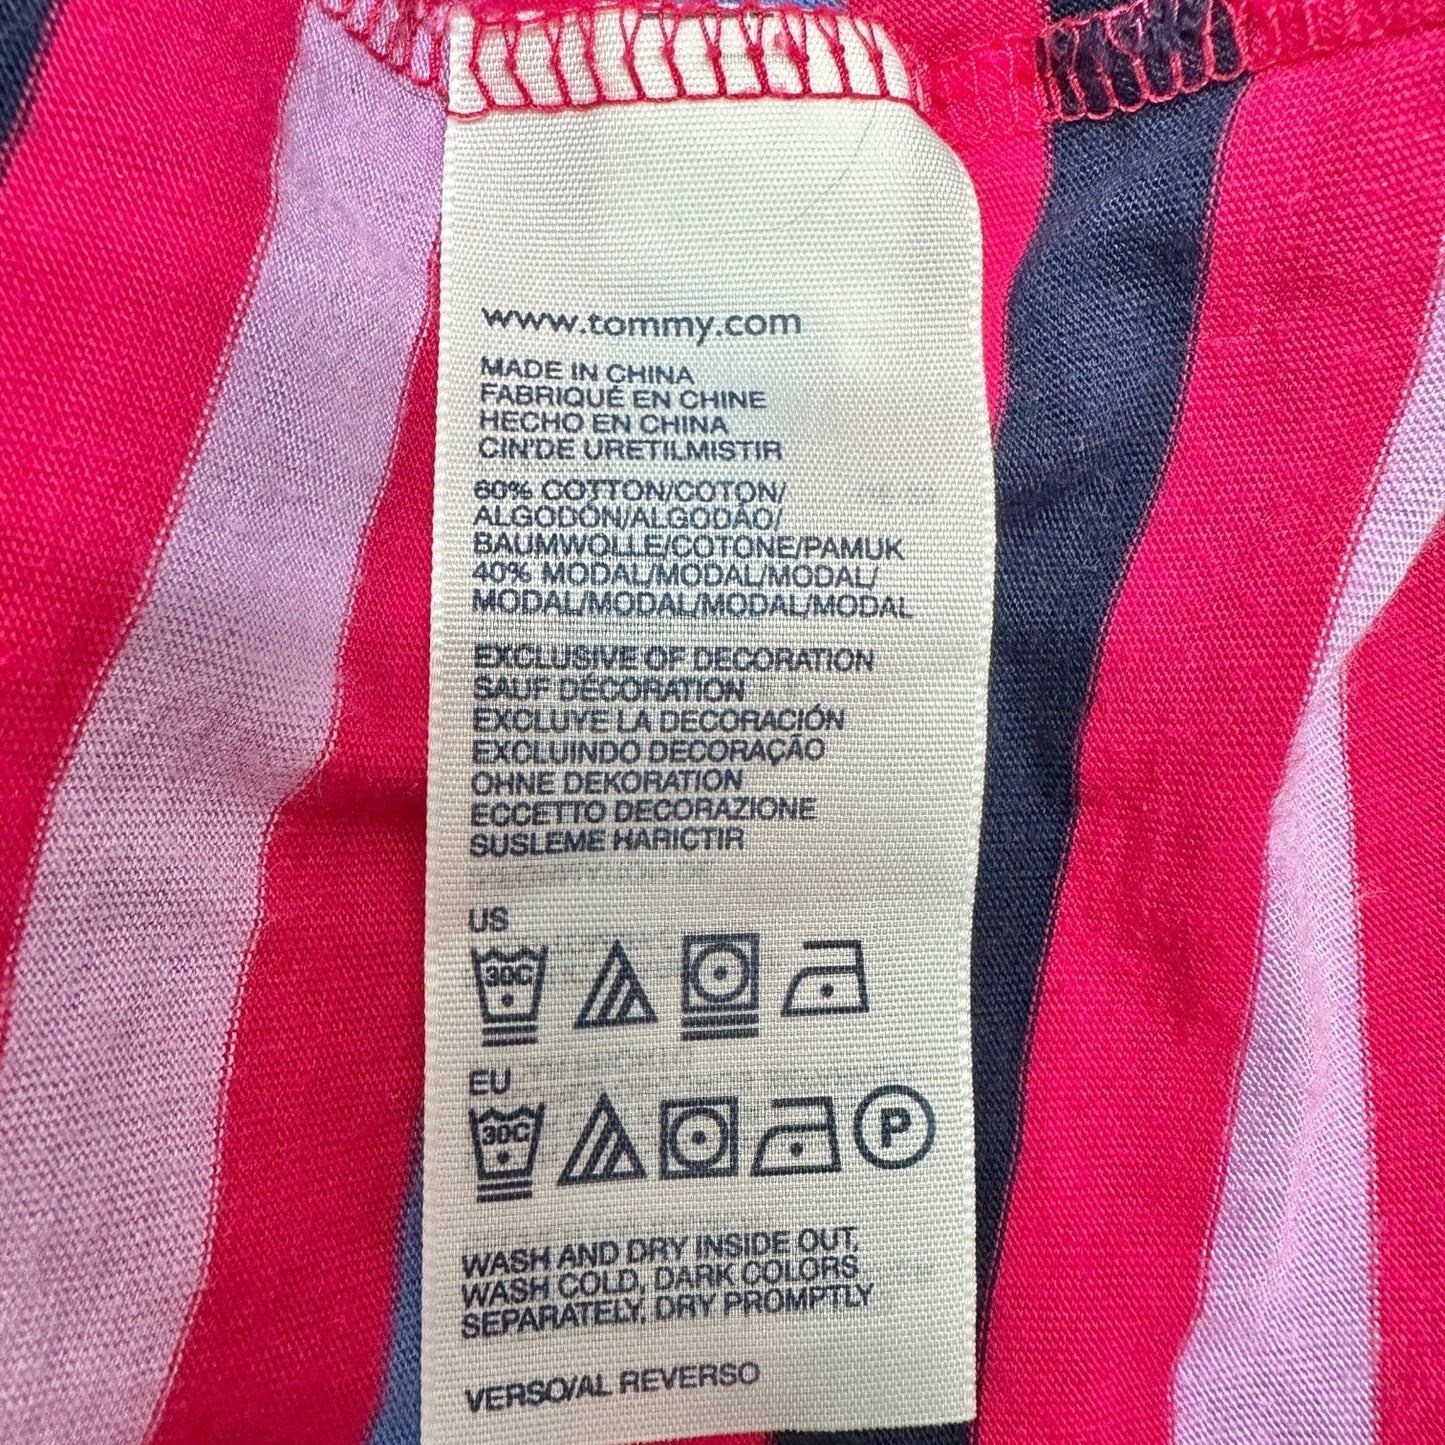 www.tommy.com
MADE IN CHINA
FABRIQUÉ EN CHINE
HECHO EN CHINA
CIN'DE URETILMISTIR
60% COTTON/COTON/
ALGODÓN/ALGODÃO/
BAUMWOLLE/COTONE/PAMUK
40% MODAL/MODAL/MODAL/
MODAL/MODAL/MODAL/MODAL
EXCLUSIVE OF DECORATION
SAUF DÉCORATION
EXCLUYE LA DECORACIÓN
EXCLUINDO DECORAÇÃO
OHNE DEKORATION
ECCETTO DECORAZIONE
SUSLEME HARICTIR
US
30C
EU
30C P
WASH AND DRY INSIDE OUT,
WASH COLD, DARK COLORS
SEPARATELY, DRY PROMPTLY
VERSO/AL REVERSO